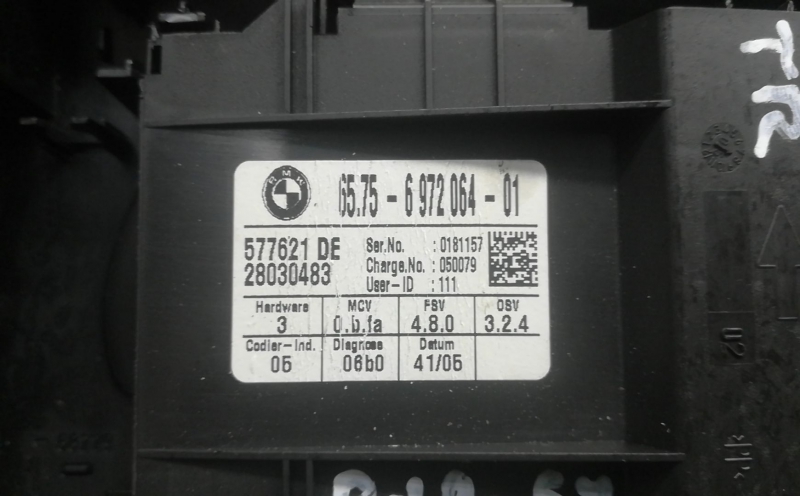 TR
BMW
65.75 - 6 972 064 - 01
577621 DE
28030483
Ser.No. : 0181157
Charge.No. : 050079
User-ID : 111
Hardware MCV FSV OSV
3 0.b.fa 4.8.0 3.2.4
Codier-Ind. Diagnose Datum
05 06b0 41/05
02